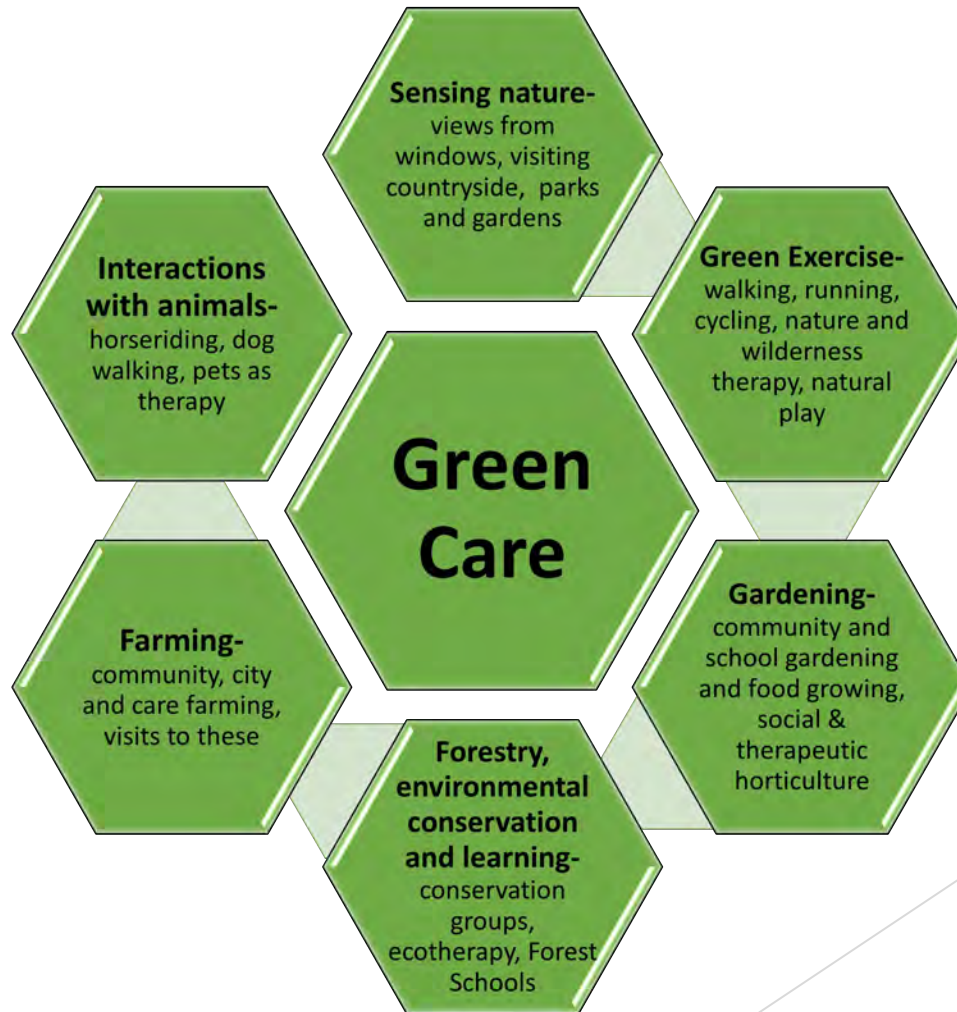 Sensing nature-
views from
windows, visiting
countryside,  parks
and gardens
Green Exercise-
walking, running,
cycling, nature and
wilderness
therapy, natural
play
Gardening-
community and
school gardening
and food growing,
social &
therapeutic
horticulture
Forestry,
environmental
conservation
and learning-
conservation
groups,
ecotherapy, Forest
Schools
Farming-
community, city
and care farming,
visits to these
Interactions
with animals-
horseriding, dog
walking, pets as
therapy
Green
Care